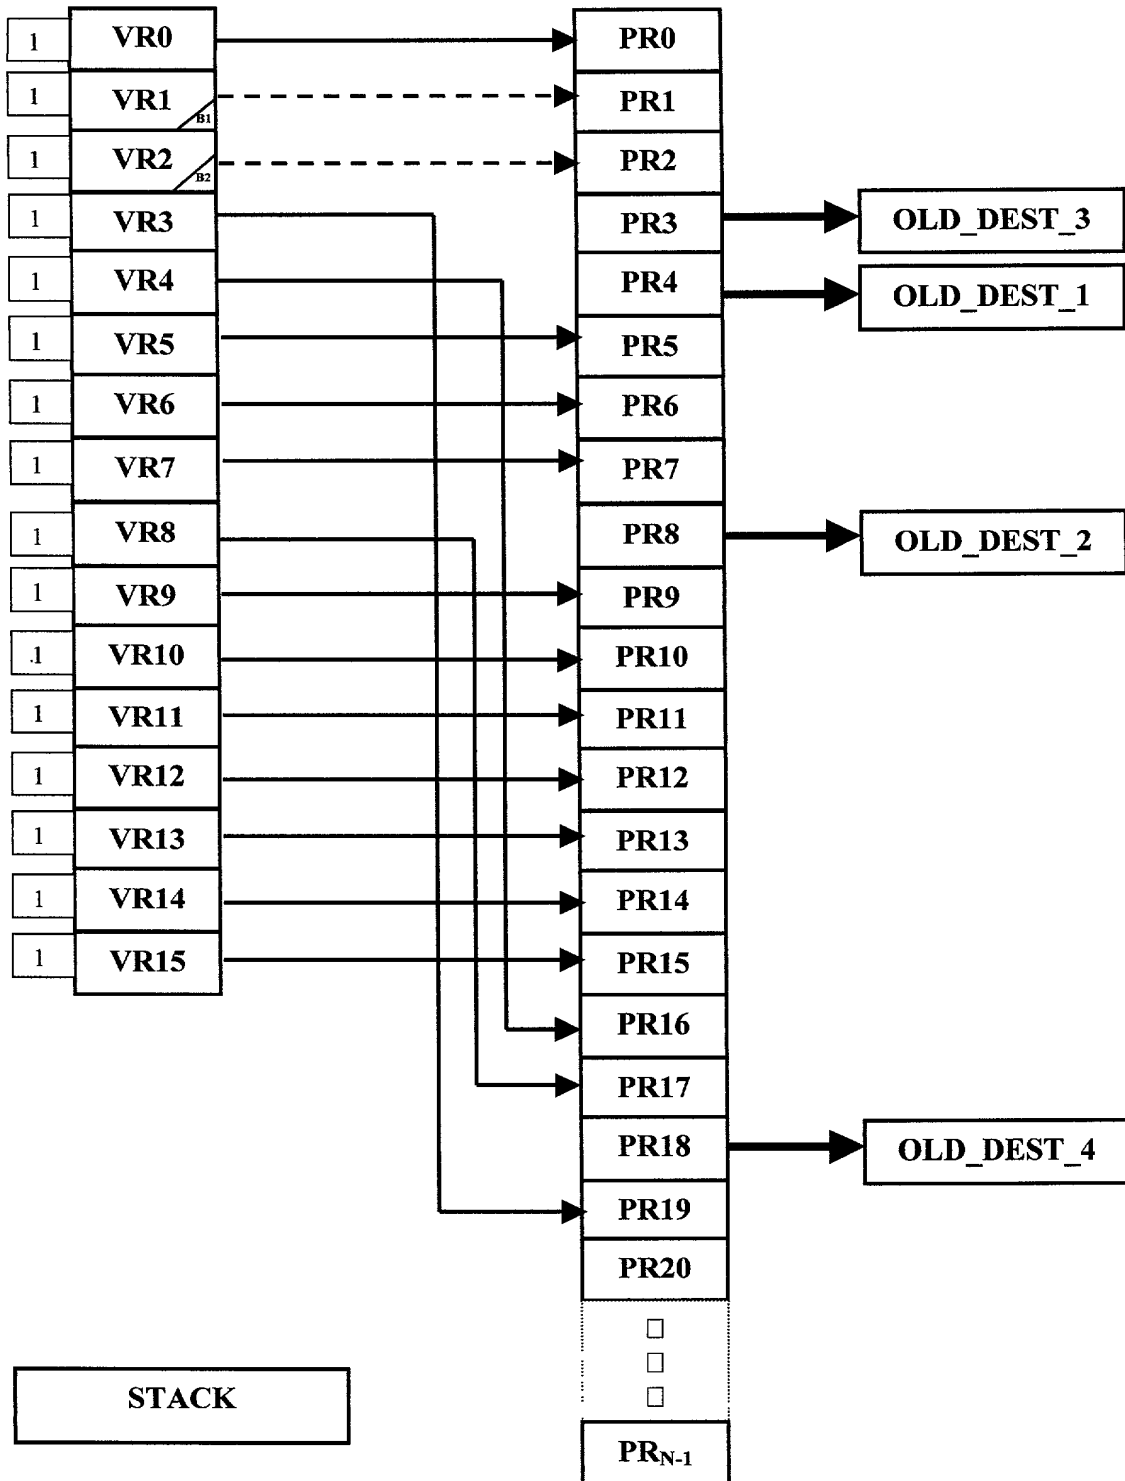 1 VR0 PR0
1 VR1 B1 PR1
1 VR2 B2 PR2
1 VR3 PR3 OLD_DEST_3
1 VR4 PR4 OLD_DEST_1
1 VR5 PR5
1 VR6 PR6
1 VR7 PR7
1 VR8 PR8 OLD_DEST_2
1 VR9 PR9
1 VR10 PR10
1 VR11 PR11
1 VR12 PR12
1 VR13 PR13
1 VR14 PR14
1 VR15 PR15
PR16
PR17
PR18 OLD_DEST_4
PR19
PR20
STACK
PRN-1